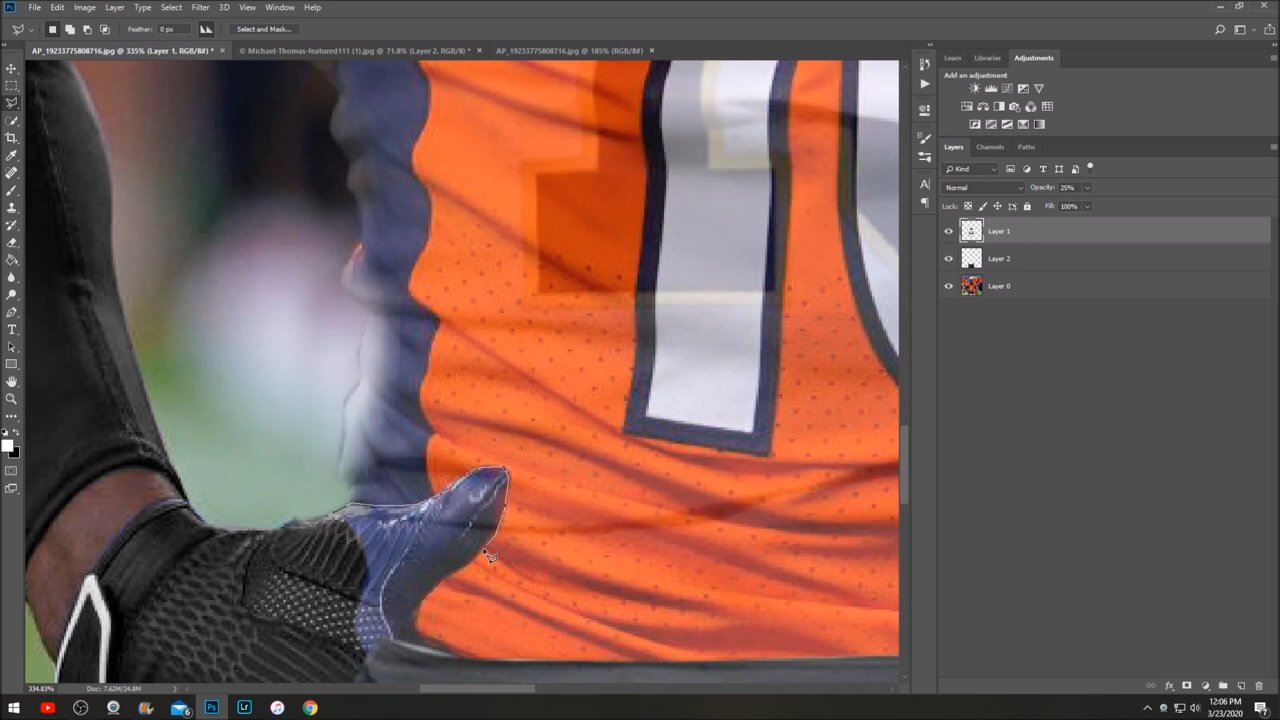 File Edit Image Layer Type Select Filter 3D View Window Help
Feather: 0 px Select and Mask...
AP_19233775808716.jpg @ 335% (Layer 1, RGB/8#) * × © Michael-Thomas-featured111 (1).jpg @ 71.8% (Layer 2, RGB/8) * × AP_19233775808716.jpg @ 185% (RGB/8#) ×
Learn Libraries Adjustments
Add an adjustment
Layers Channels Paths
Kind
Normal Opacity: 25%
Lock: Fill: 100%
Layer 1
Layer 2
Layer 0
334.83% Doc: 7.62M/24.8M
12:06 PM
3/23/2020